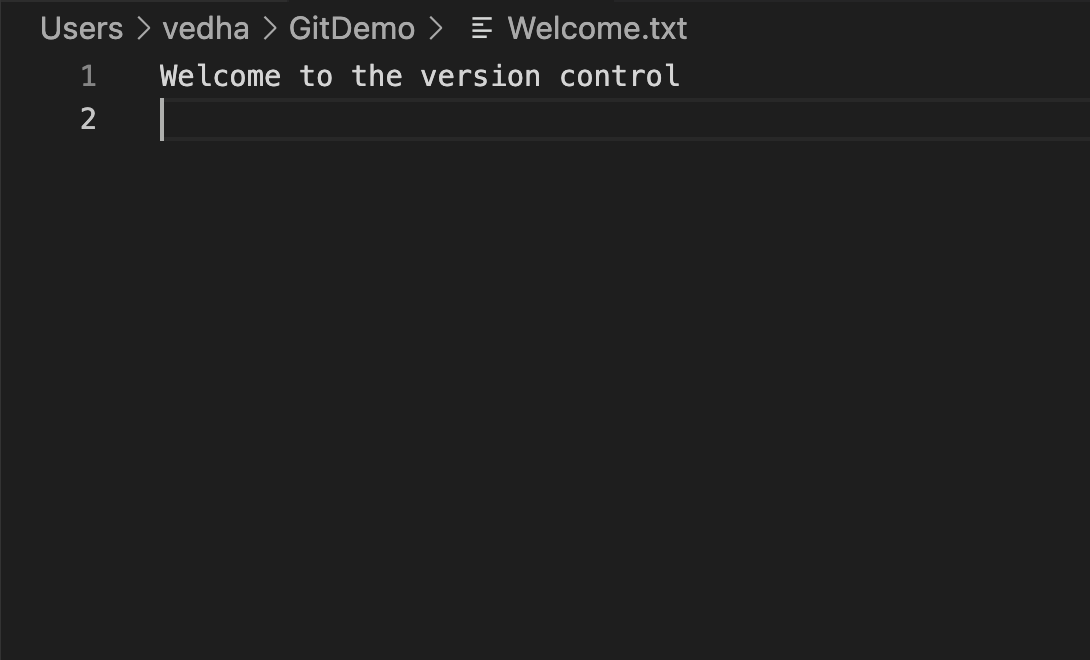 Users > vedha > GitDemo > Welcome.txt
1 Welcome to the version control
2